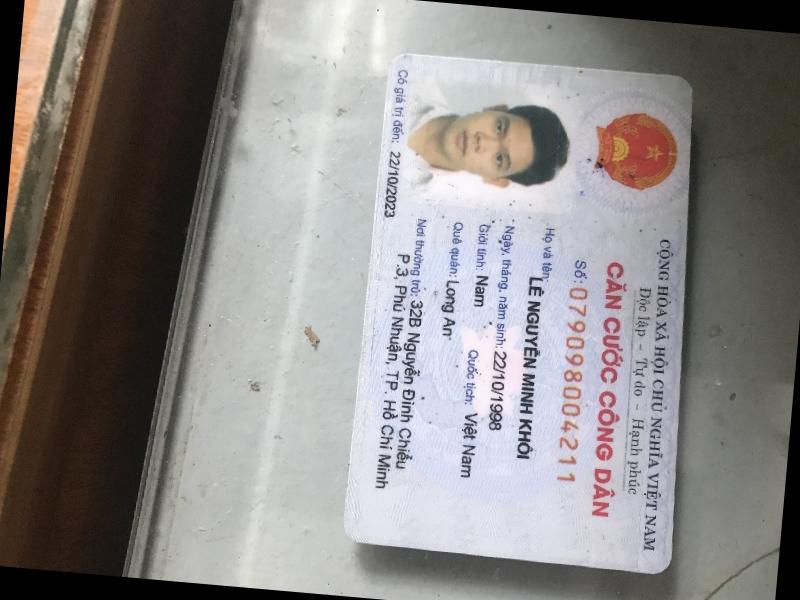 CỘNG HÒA XÃ HỘI CHỦ NGHĨA VIỆT NAM
Độc lập - Tự do - Hạnh phúc
CĂN CƯỚC CÔNG DÂN
Số: 079098004211
Họ và tên:
LÊ NGUYỄN MINH KHÔI
Ngày, tháng, năm sinh: 22/10/1998
Giới tính: Nam Quốc tịch: Việt Nam
Quê quán: Long An
Nơi thường trú: 32B Nguyễn Đình Chiểu
P.3, Phú Nhuận, TP. Hồ Chí Minh
Có giá trị đến: 22/10/2023